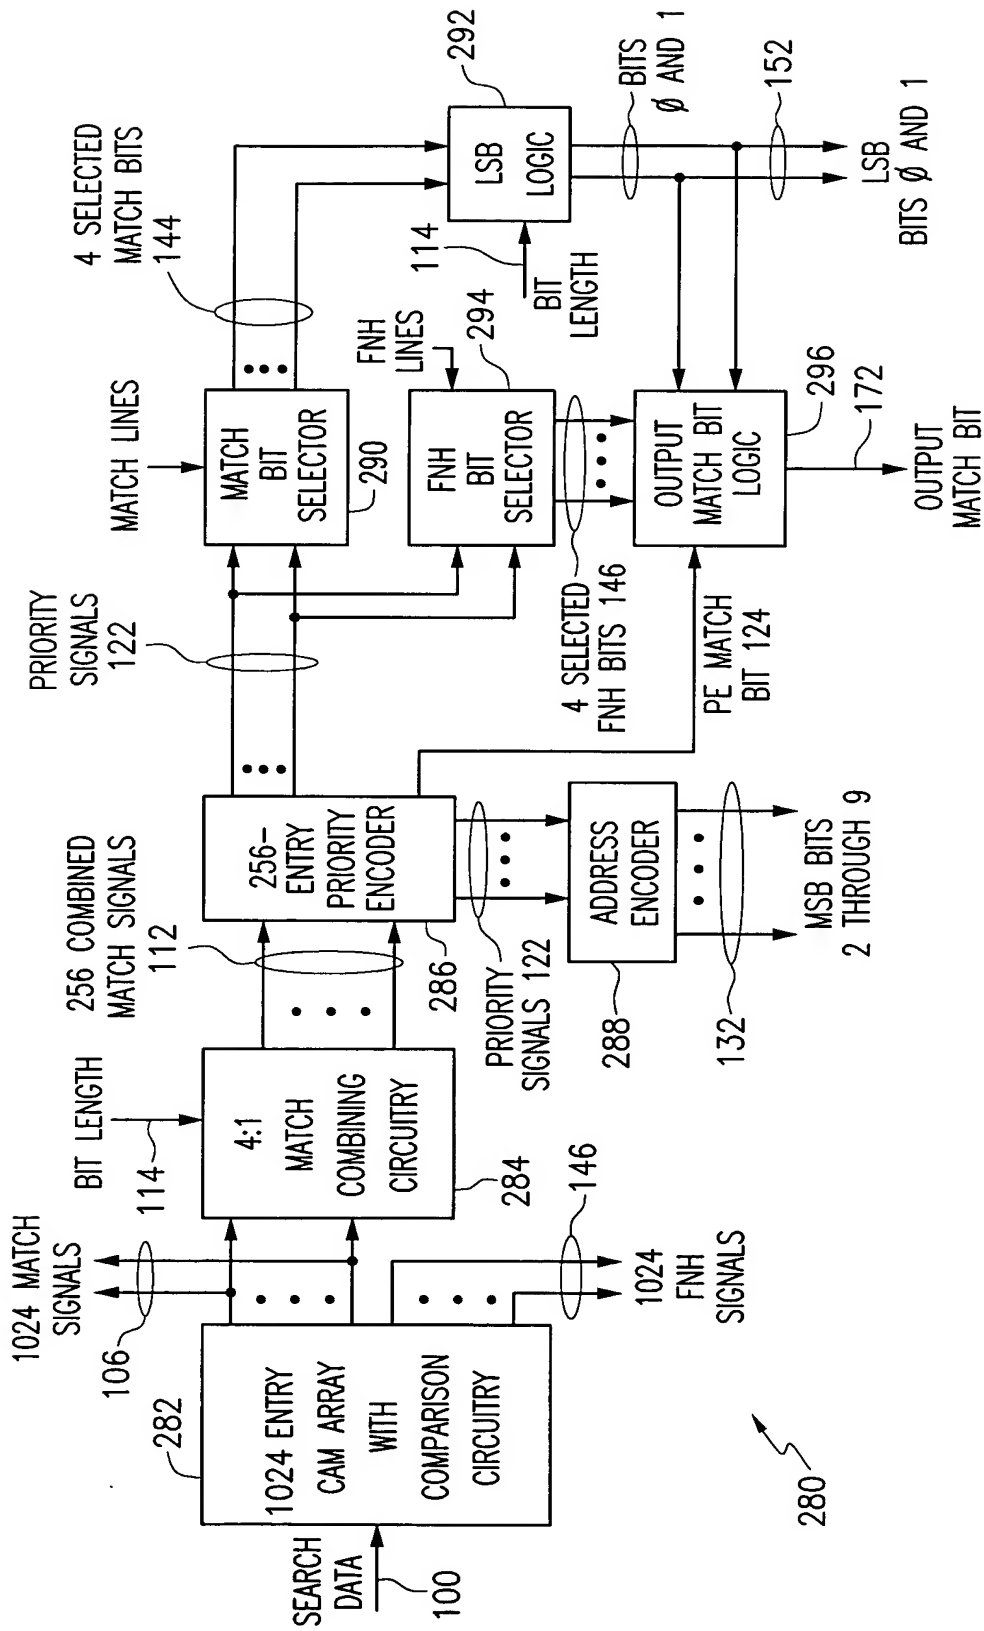 SEARCH
DATA
100
282
1024 ENTRY
CAM ARRAY
WITH
COMPARISON
CIRCUITRY
1024 MATCH
SIGNALS
106
1024
FNH
SIGNALS
146
BIT LENGTH
114
4:1
MATCH
COMBINING
CIRCUITRY
284
256 COMBINED
MATCH SIGNALS
112
256-
ENTRY
PRIORITY
ENCODER
286
PRIORITY
SIGNALS 122
ADDRESS
ENCODER
288
132
MSB BITS
2 THROUGH 9
PRIORITY
SIGNALS
122
MATCH LINES
MATCH
BIT
SELECTOR
290
4 SELECTED
MATCH BITS
144
FNH
LINES
FNH
BIT
SELECTOR
294
4 SELECTED
FNH BITS 146
PE MATCH
BIT 124
OUTPUT
MATCH BIT
LOGIC
296
172
OUTPUT
MATCH BIT
114
BIT
LENGTH
LSB
LOGIC
292
BITS
Ø AND 1
152
LSB
BITS Ø AND 1
280